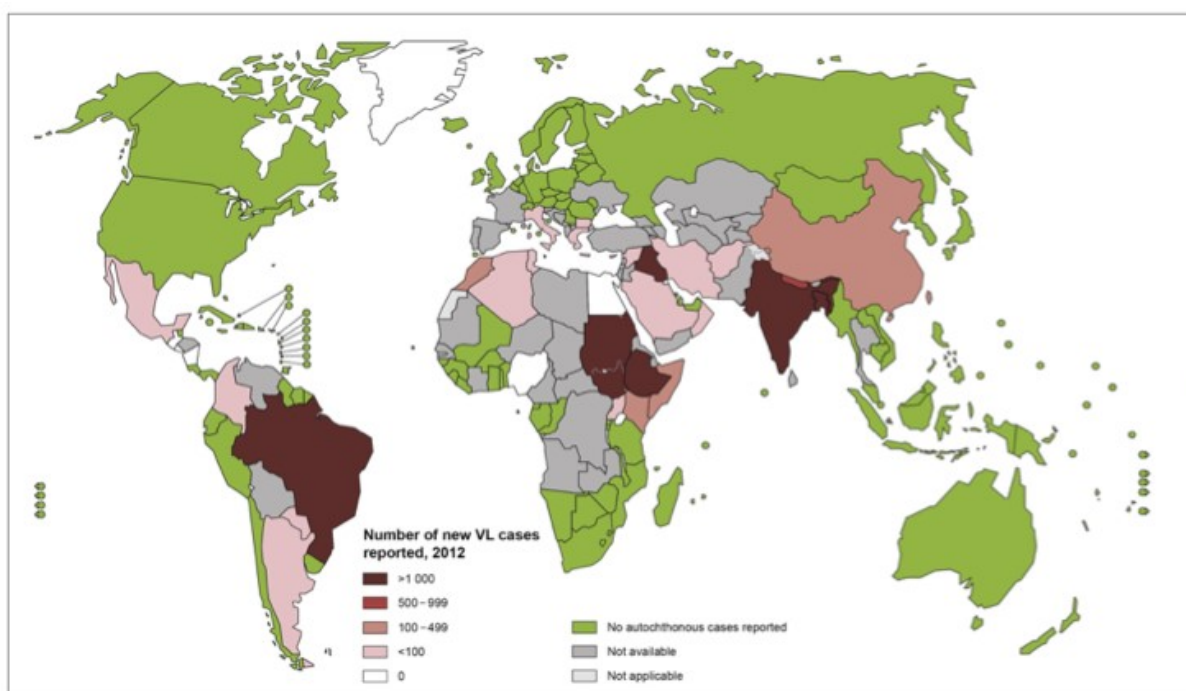 Number of new VL cases
reported, 2012
>1 000
500–999
100–499
<100
0
No autochthonous cases reported
Not available
Not applicable